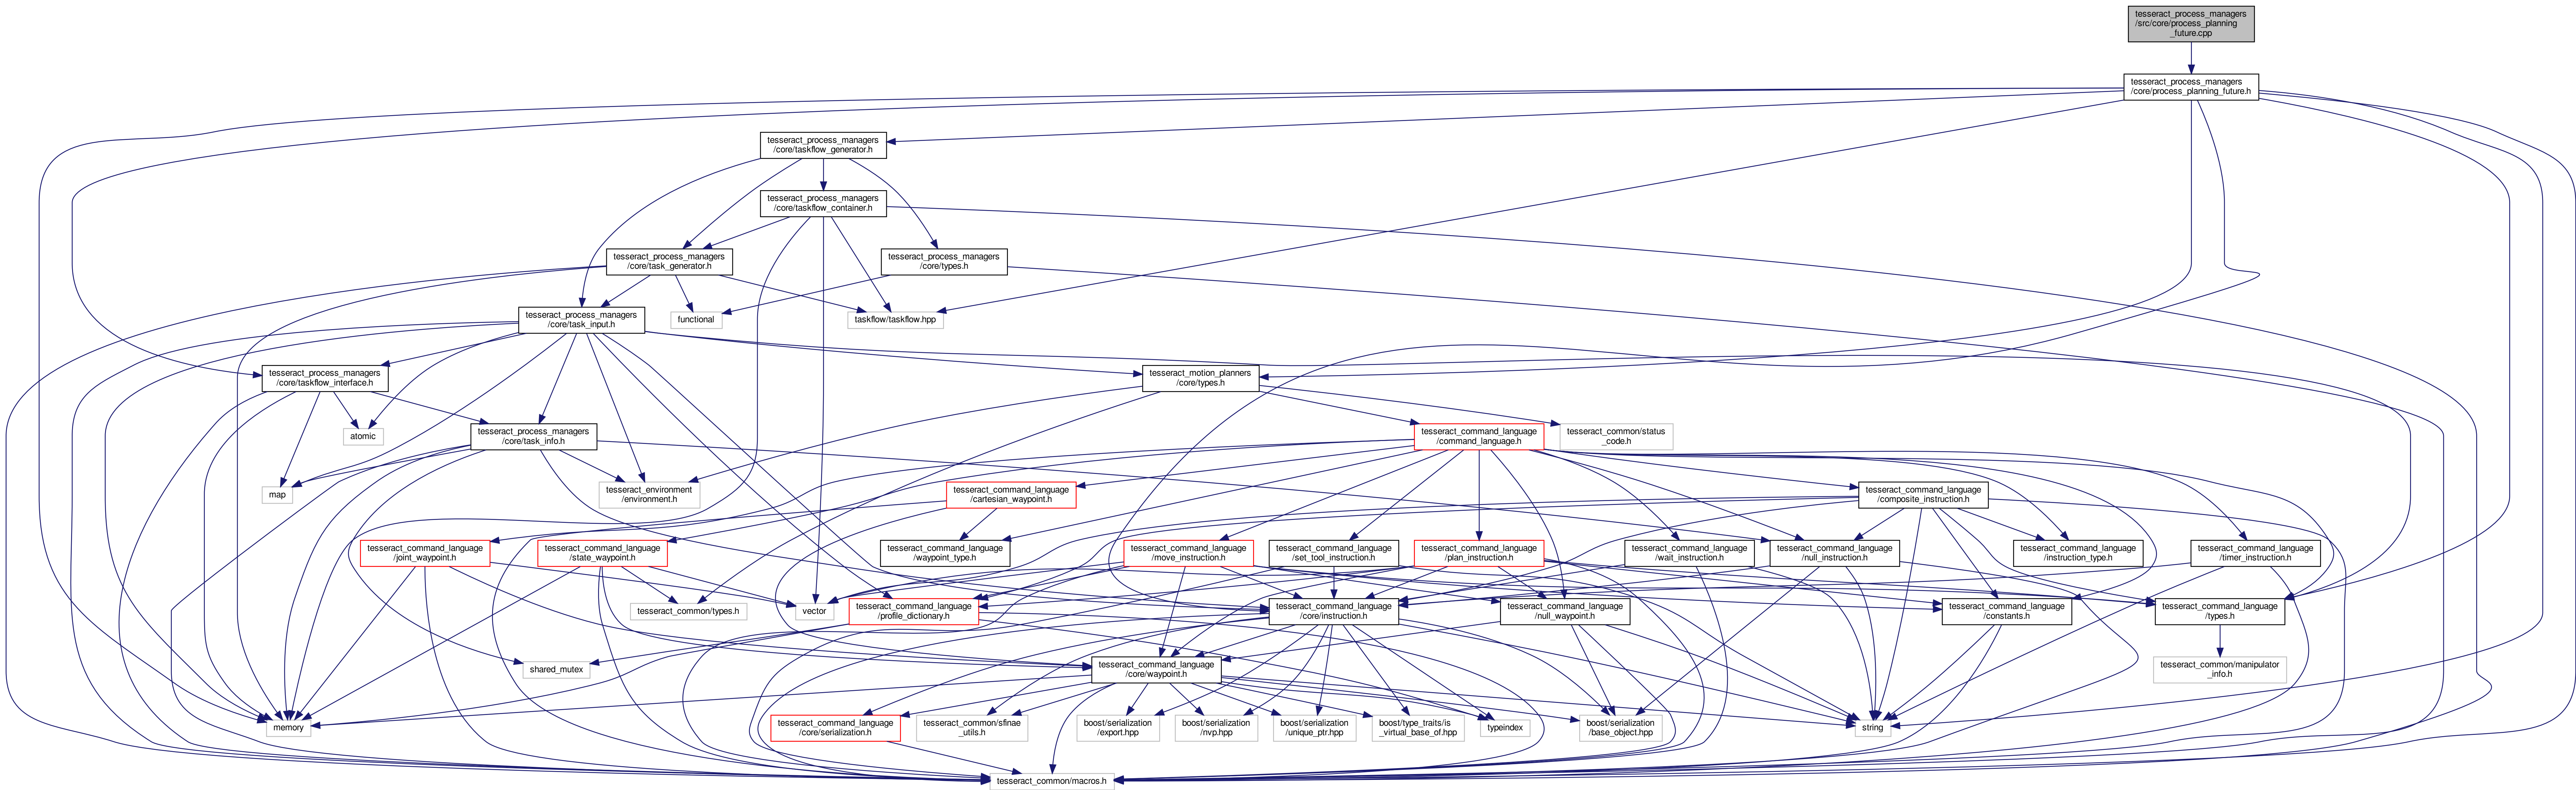 tesseract_process_managers
/src/core/process_planning
_future.cpp
tesseract_process_managers
/core/process_planning_future.h
tesseract_process_managers
/core/taskflow_generator.h
tesseract_process_managers
/core/taskflow_container.h
tesseract_process_managers
/core/task_generator.h
tesseract_process_managers
/core/types.h
tesseract_process_managers
/core/task_input.h
functional
taskflow/taskflow.hpp
tesseract_process_managers
/core/taskflow_interface.h
tesseract_motion_planners
/core/types.h
atomic
tesseract_process_managers
/core/task_info.h
tesseract_command_language
/command_language.h
tesseract_common/status
_code.h
map
tesseract_environment
/environment.h
tesseract_command_language
/cartesian_waypoint.h
tesseract_command_language
/composite_instruction.h
tesseract_command_language
/joint_waypoint.h
tesseract_command_language
/state_waypoint.h
tesseract_command_language
/waypoint_type.h
tesseract_command_language
/move_instruction.h
tesseract_command_language
/set_tool_instruction.h
tesseract_command_language
/plan_instruction.h
tesseract_command_language
/wait_instruction.h
tesseract_command_language
/null_instruction.h
tesseract_command_language
/instruction_type.h
tesseract_command_language
/timer_instruction.h
tesseract_common/types.h
vector
tesseract_command_language
/profile_dictionary.h
tesseract_command_language
/core/instruction.h
tesseract_command_language
/null_waypoint.h
tesseract_command_language
/constants.h
tesseract_command_language
/types.h
shared_mutex
tesseract_command_language
/core/waypoint.h
tesseract_common/manipulator
_info.h
memory
tesseract_command_language
/core/serialization.h
tesseract_common/sfinae
_utils.h
boost/serialization
/export.hpp
boost/serialization
/nvp.hpp
boost/serialization
/unique_ptr.hpp
boost/type_traits/is
_virtual_base_of.hpp
typeindex
boost/serialization
/base_object.hpp
string
tesseract_common/macros.h